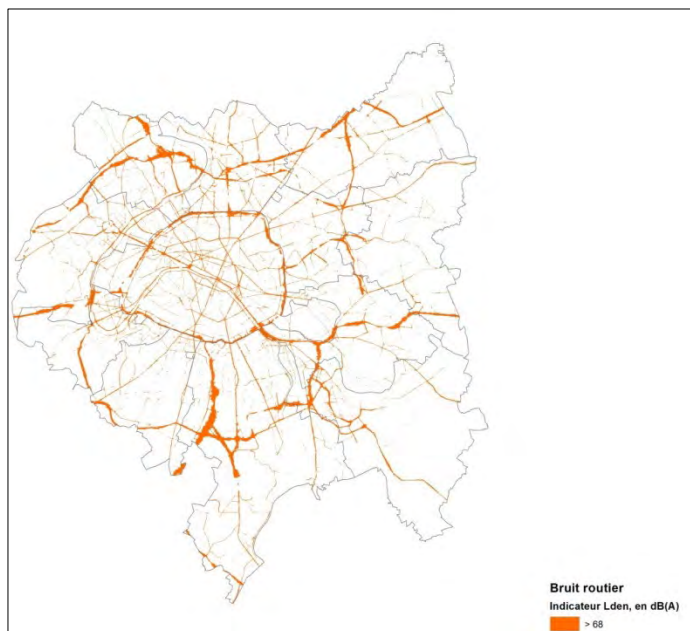 Bruit routier
Indicateur Lden, en dB(A)
> 68